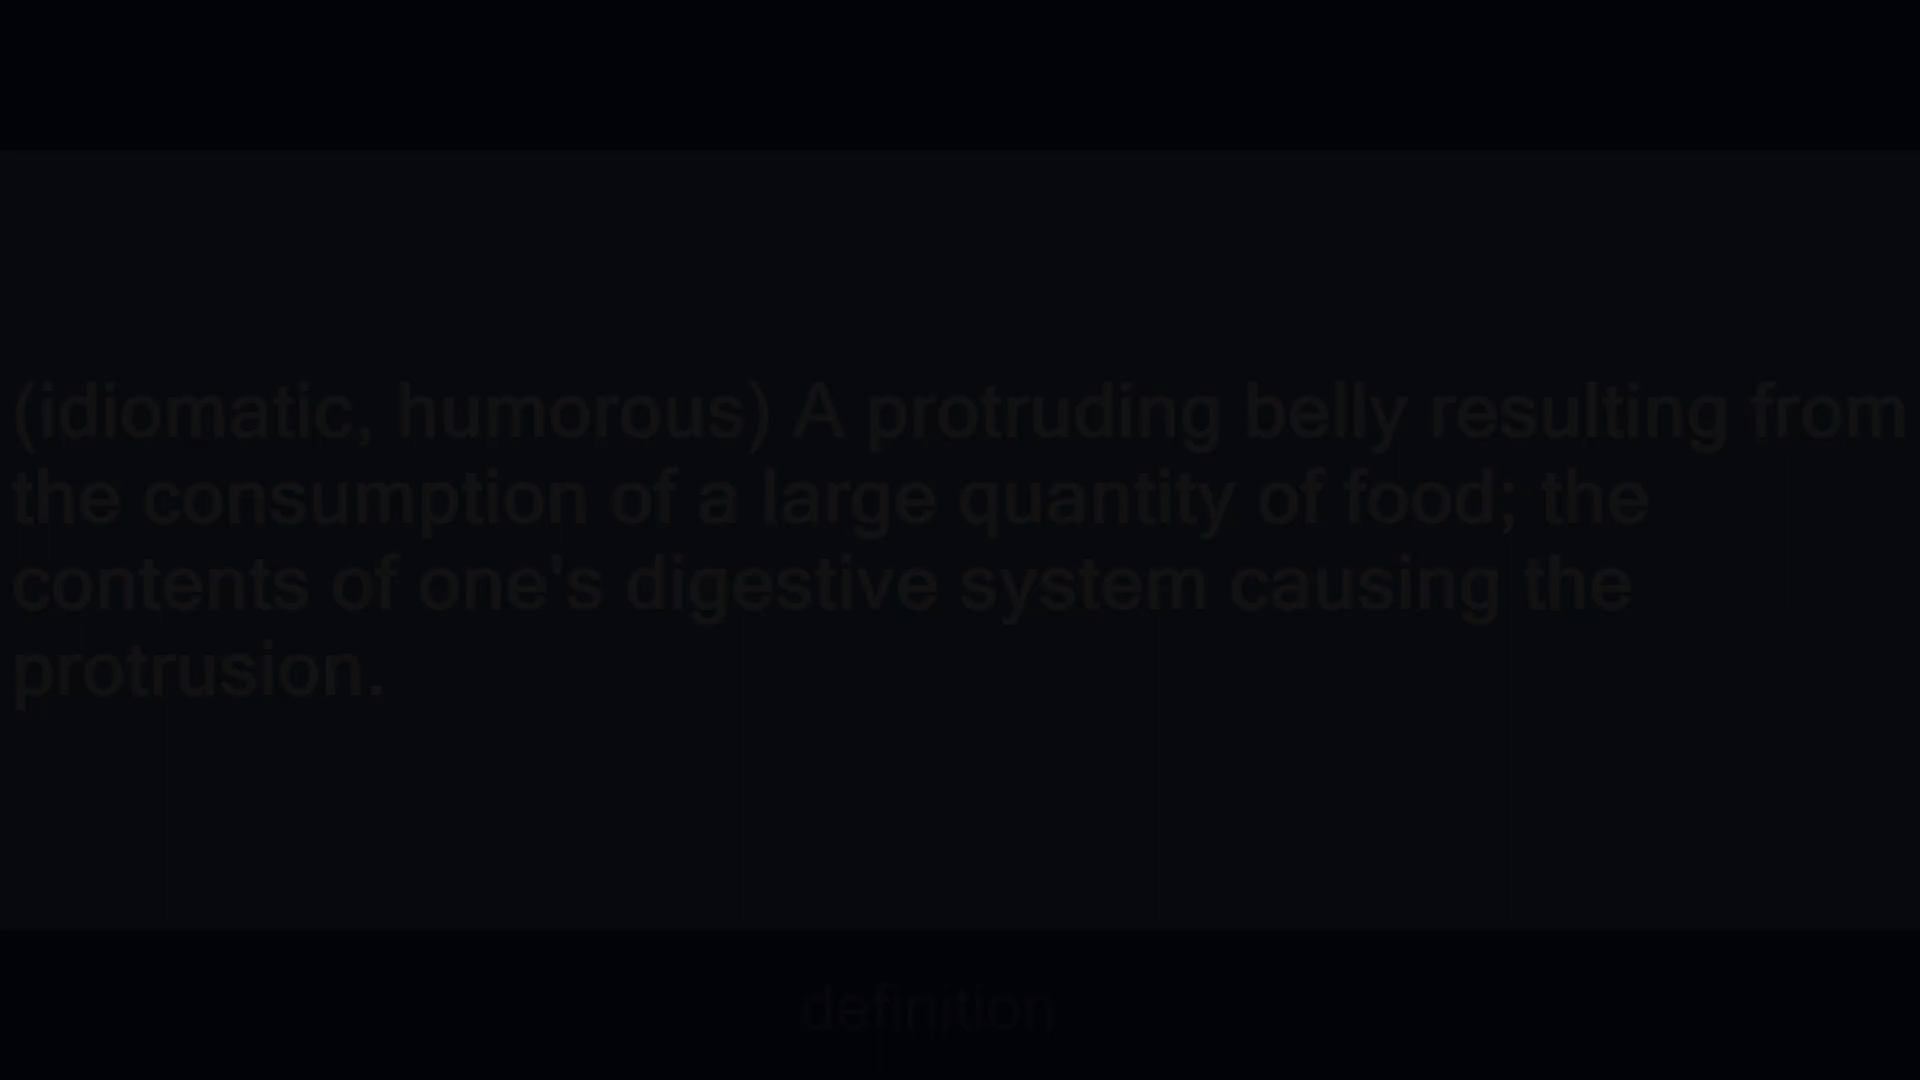 (idiomatic, humorous) A protruding belly resulting from
the consumption of a large quantity of food; the
contents of one's digestive system causing the
protrusion.
definition